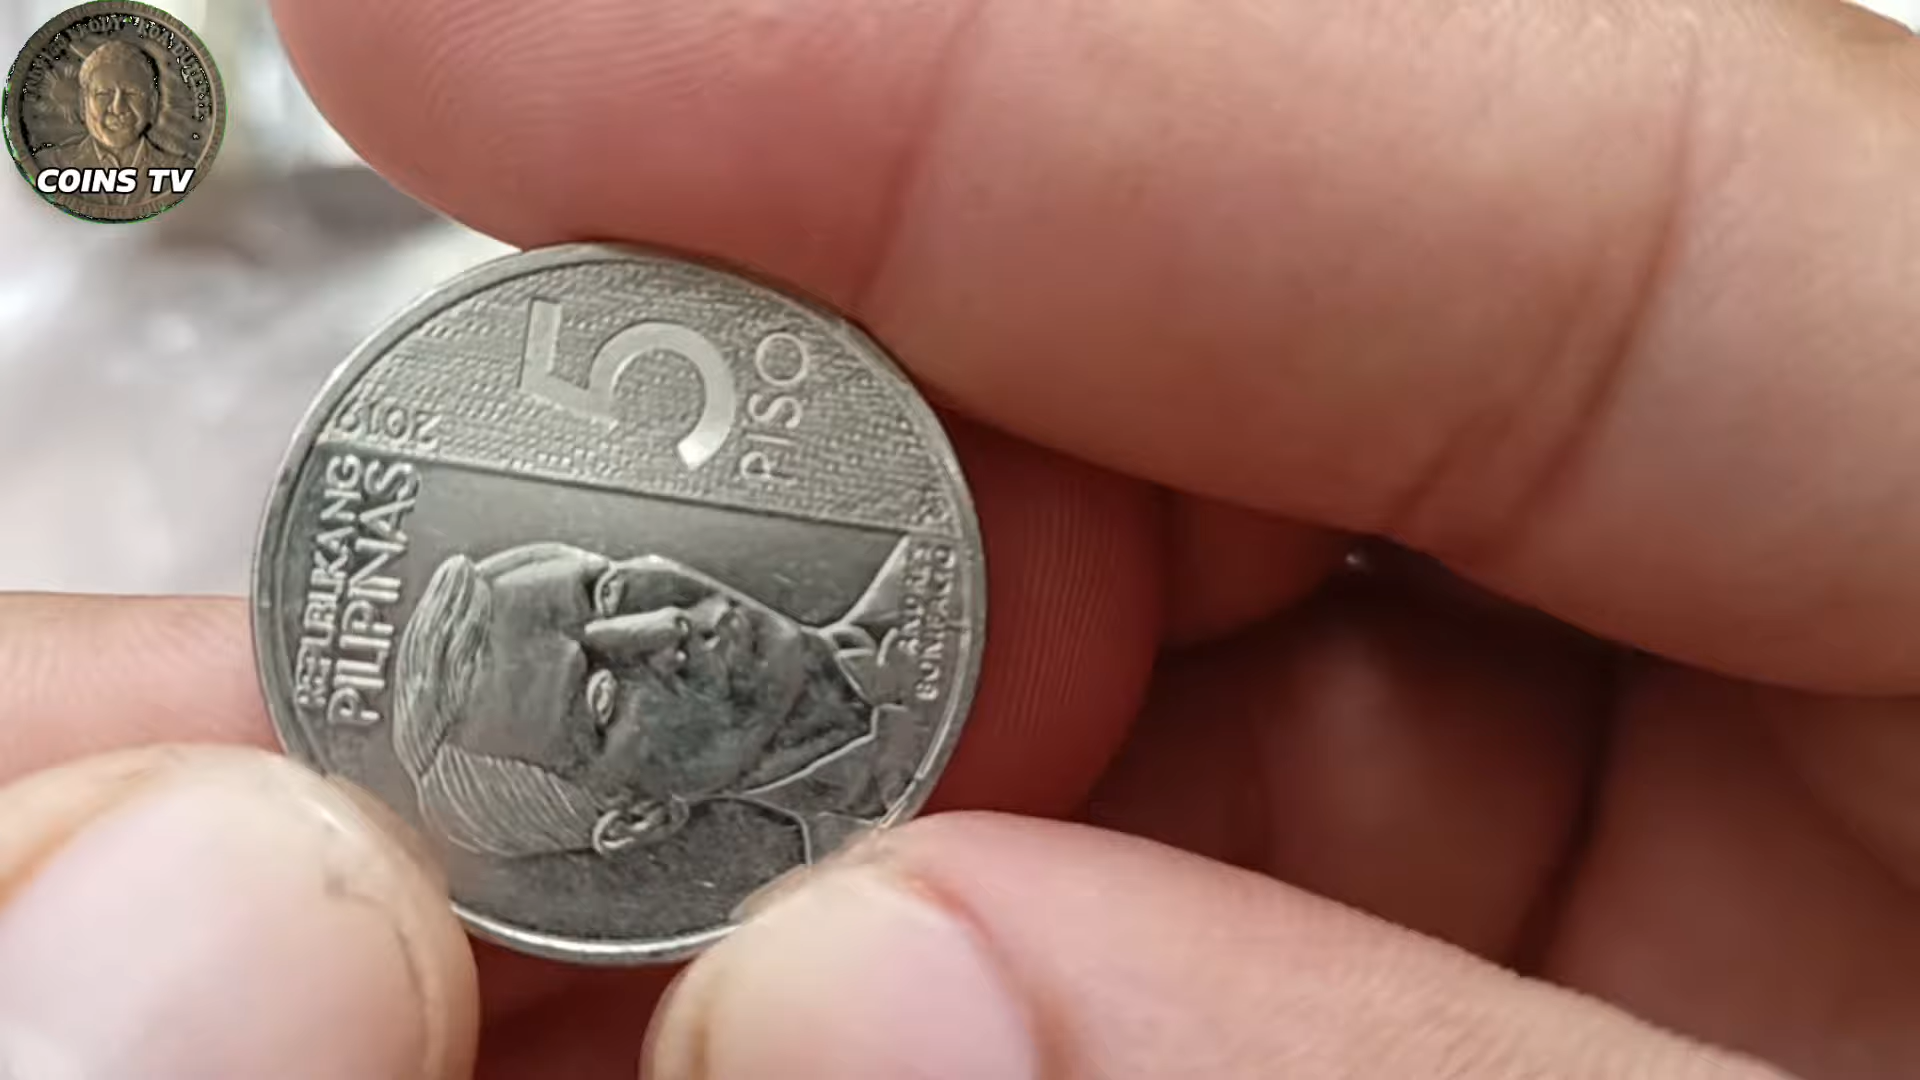 COINS TV
5
PISO
2019
REPUBLIKANG
PILIPINAS
ANDRES
BONIFACIO